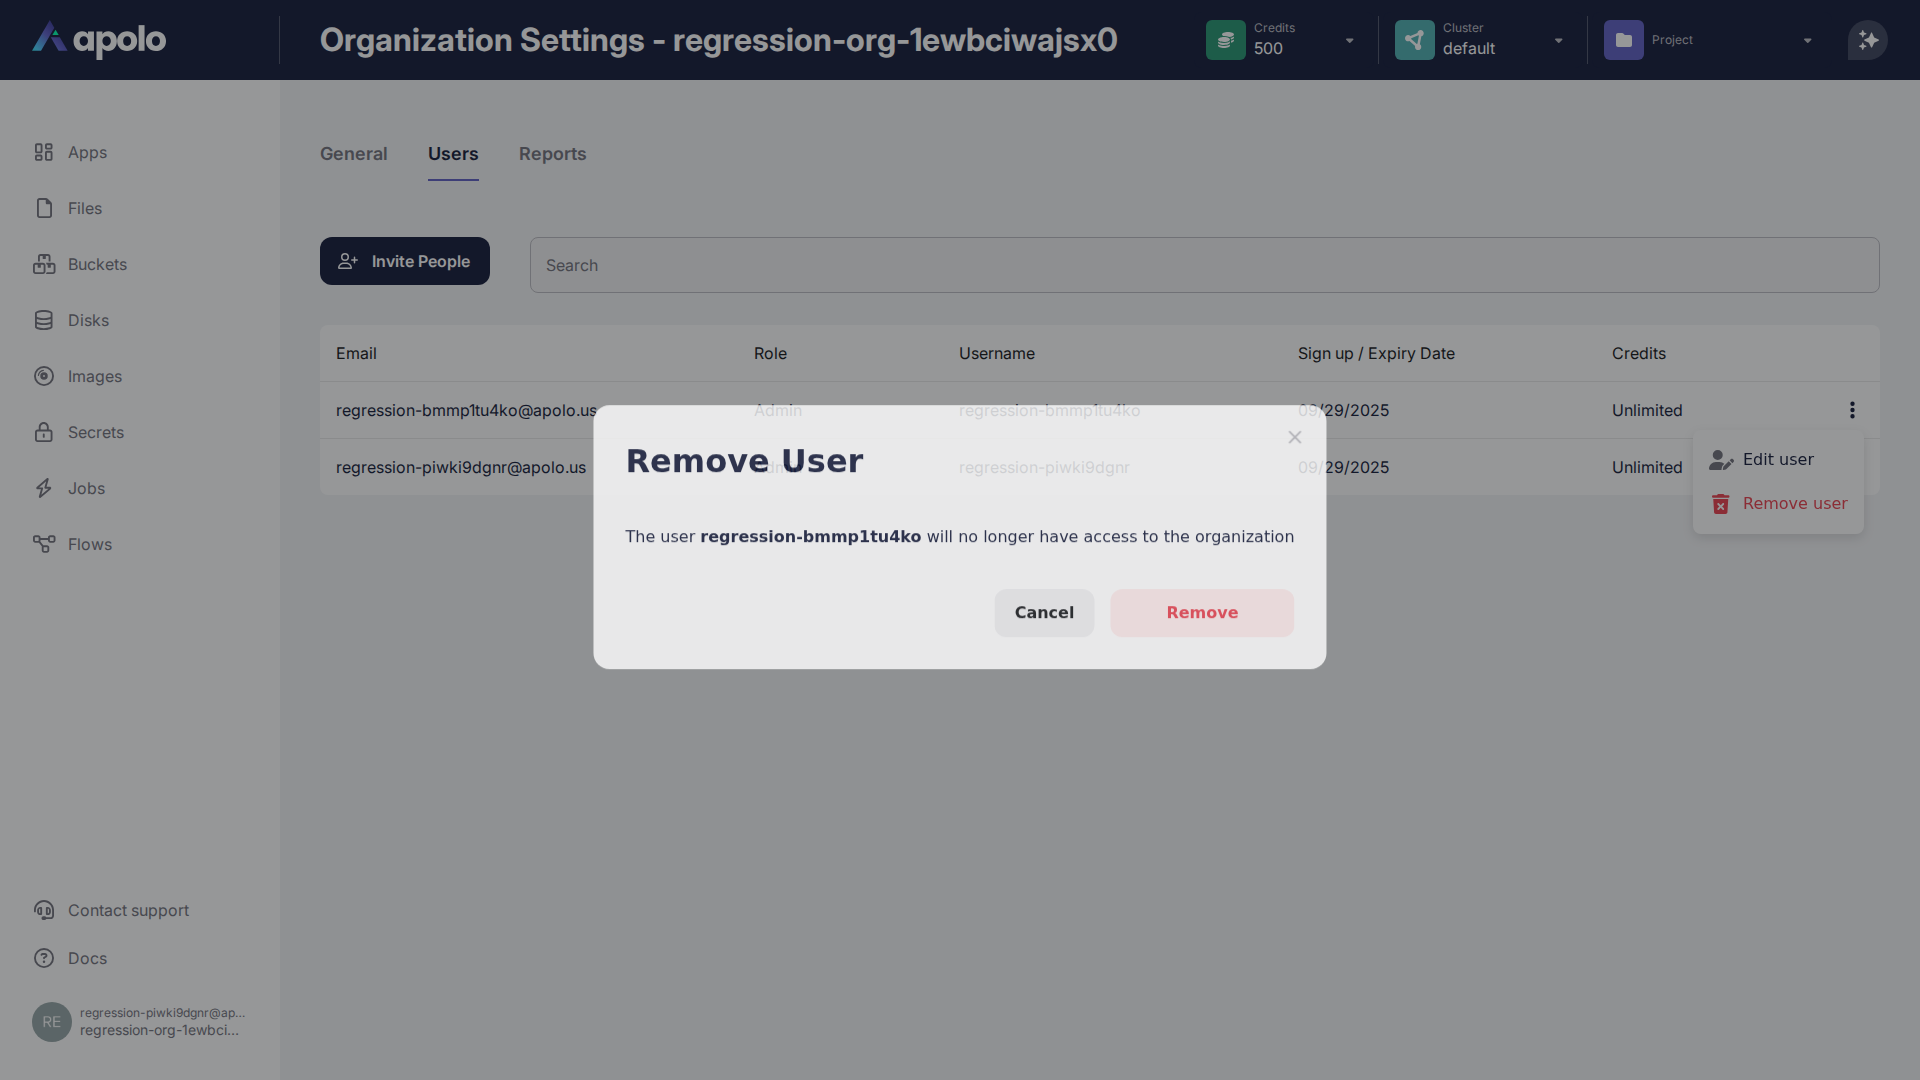 apolo
Organization Settings - regression-org-1ewbciwajsx0
Credits
500
Cluster
default
Project
Apps
Files
Buckets
Disks
Images
Secrets
Jobs
Flows
General
Users
Reports
Invite People
Search
Email
Role
Username
Sign up / Expiry Date
Credits
regression-bmmp1tu4ko@apolo.us
Admin
regression-bmmp1tu4ko
09/29/2025
Unlimited
regression-piwki9dgnr@apolo.us
Admin
regression-piwki9dgnr
09/29/2025
Unlimited
Edit user
Remove user
Remove User
The user regression-bmmp1tu4ko will no longer have access to the organization
Cancel
Remove
Contact support
Docs
RE
regression-piwki9dgnr@ap...
regression-org-1ewbci...